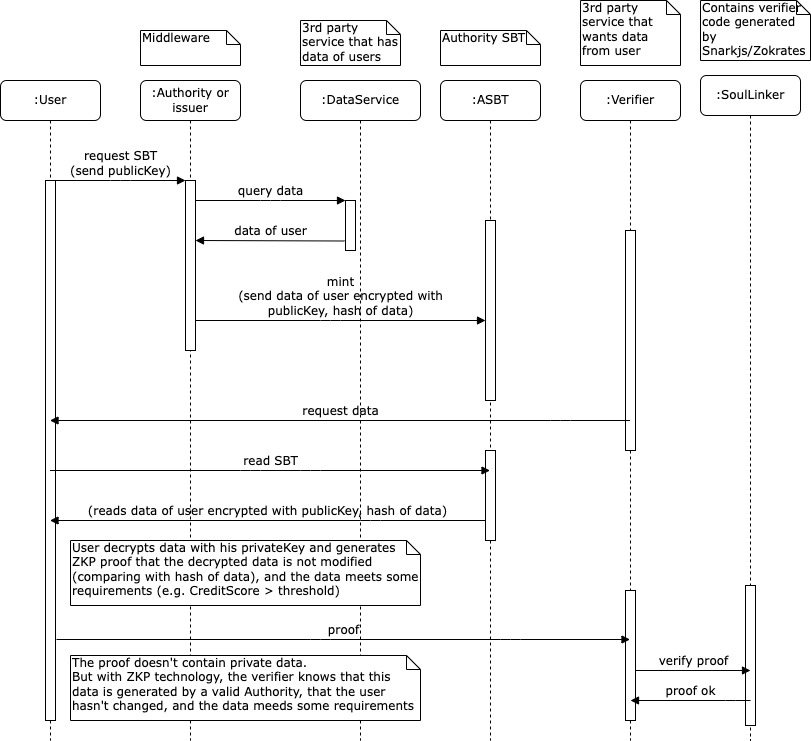 Middleware
3rd party
service that has
data of users
Authority SBT
3rd party
service that
wants data
from user
Contains verifier
code generated
by
Snarkjs/Zokrates
:User
:Authority or
issuer
:DataService
:ASBT
:Verifier
:SoulLinker
request SBT
(send publicKey)
query data
data of user
mint
(send data of user encrypted with
publicKey, hash of data)
request data
read SBT
(reads data of user encrypted with publicKey, hash of data)
User decrypts data with his privateKey and generates
ZKP proof that the decrypted data is not modified
(comparing with hash of data), and the data meets some
requirements (e.g. CreditScore > threshold)
proof
verify proof
proof ok
The proof doesn't contain private data.
But with ZKP technology, the verifier knows that this
data is generated by a valid Authority, that the user
hasn't changed, and the data meeds some requirements